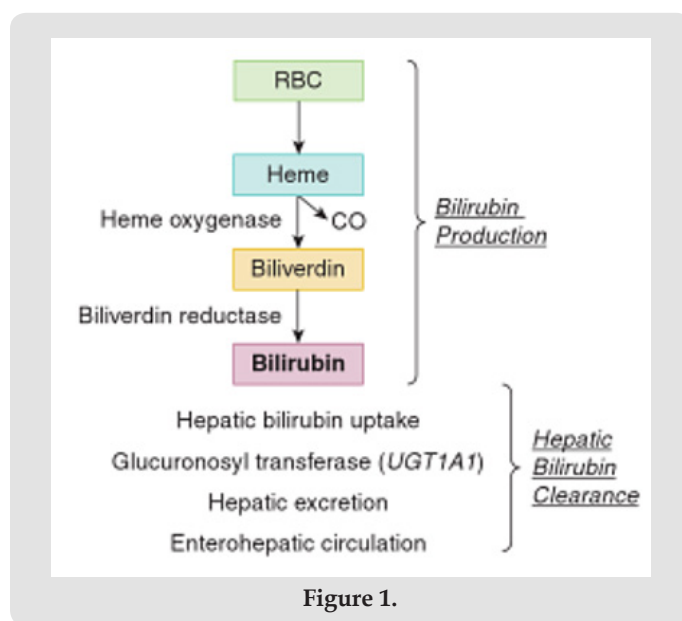 RBC
Heme
Heme oxygenase
CO
Biliverdin
Biliverdin reductase
Bilirubin
Bilirubin
Production
Hepatic bilirubin uptake
Glucuronosyl transferase (UGT1A1)
Hepatic excretion
Enterohepatic circulation
Hepatic
Bilirubin
Clearance
Figure 1.